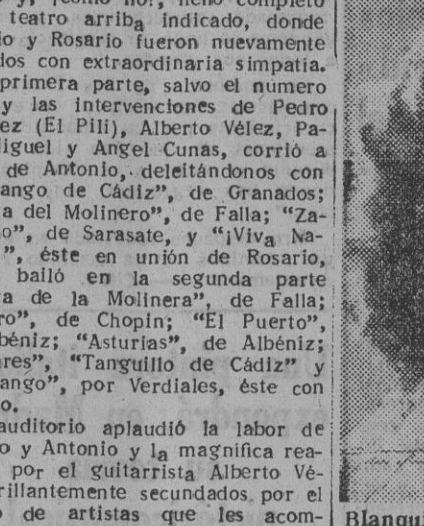 y, ¡cómo no!, lleno completo
teatro arriba indicado, donde
o y Rosario fueron nuevamente
dos con extraordinaria simpatía.
primera parte, salvo el número
y las intervenciones de Pedro
ez (El Pili), Alberto Vélez, Pa-
liguel y Angel Cunas, corrió a
de Antonio, deleitándonos con
ango de Cádiz”, de Granados;
a del Molinero”, de Falla; “Za-
o”, de Sarasate, y “¡Viva Na-
”, éste en unión de Rosario,
bailó en la segunda parte
a de la Molinera”, de Falla;
ro”, de Chopin; “El Puerto”,
béniz; “Asturias”, de Albéniz;
res”, “Tanguillo de Cádiz” y
ango”, por Verdiales, éste con
o.
auditorio aplaudió la labor de
o y Antonio y la magnifica rea-
por el guitarrista Alberto Vé-
rillantemente secundados por el
o de artistas que les acom-
Blanqui